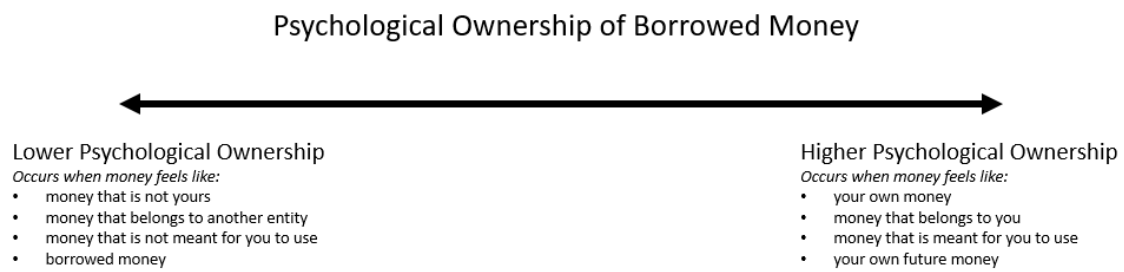 Psychological Ownership of Borrowed Money
Lower Psychological Ownership
Occurs when money feels like:
• money that is not yours
• money that belongs to another entity
• money that is not meant for you to use
• borrowed money
Higher Psychological Ownership
Occurs when money feels like:
• your own money
• money that belongs to you
• money that is meant for you to use
• your own future money